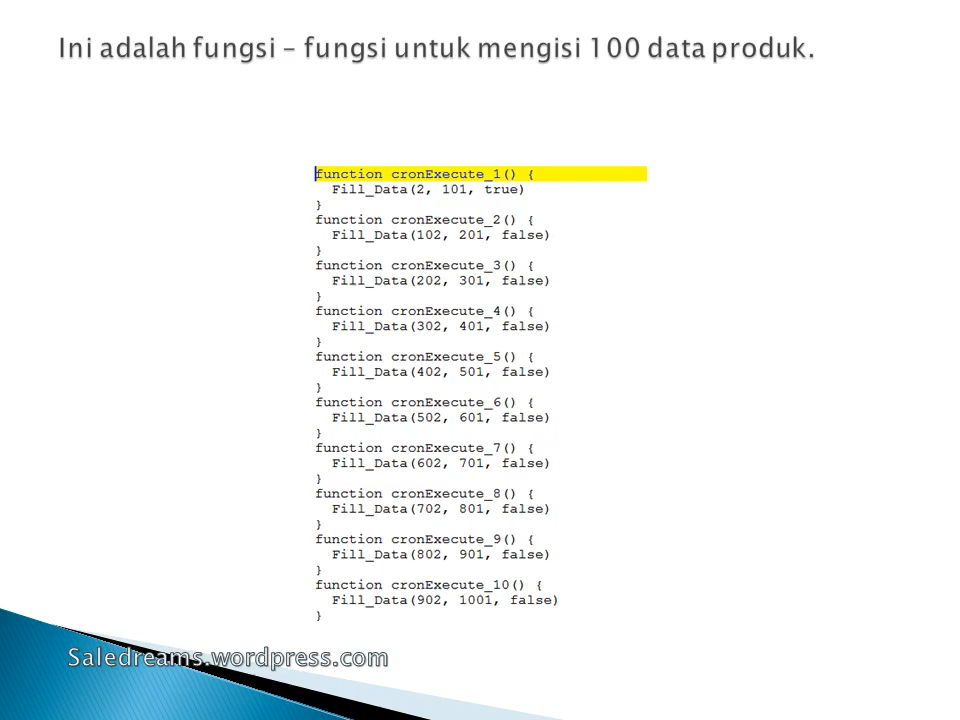 Ini adalah fungsi – fungsi untuk mengisi 100 data produk.
function cronExecute_1() {
  Fill_Data(2, 101, true)
}
function cronExecute_2() {
  Fill_Data(102, 201, false)
}
function cronExecute_3() {
  Fill_Data(202, 301, false)
}
function cronExecute_4() {
  Fill_Data(302, 401, false)
}
function cronExecute_5() {
  Fill_Data(402, 501, false)
}
function cronExecute_6() {
  Fill_Data(502, 601, false)
}
function cronExecute_7() {
  Fill_Data(602, 701, false)
}
function cronExecute_8() {
  Fill_Data(702, 801, false)
}
function cronExecute_9() {
  Fill_Data(802, 901, false)
}
function cronExecute_10() {
  Fill_Data(902, 1001, false)
}
Saledreams.wordpress.com